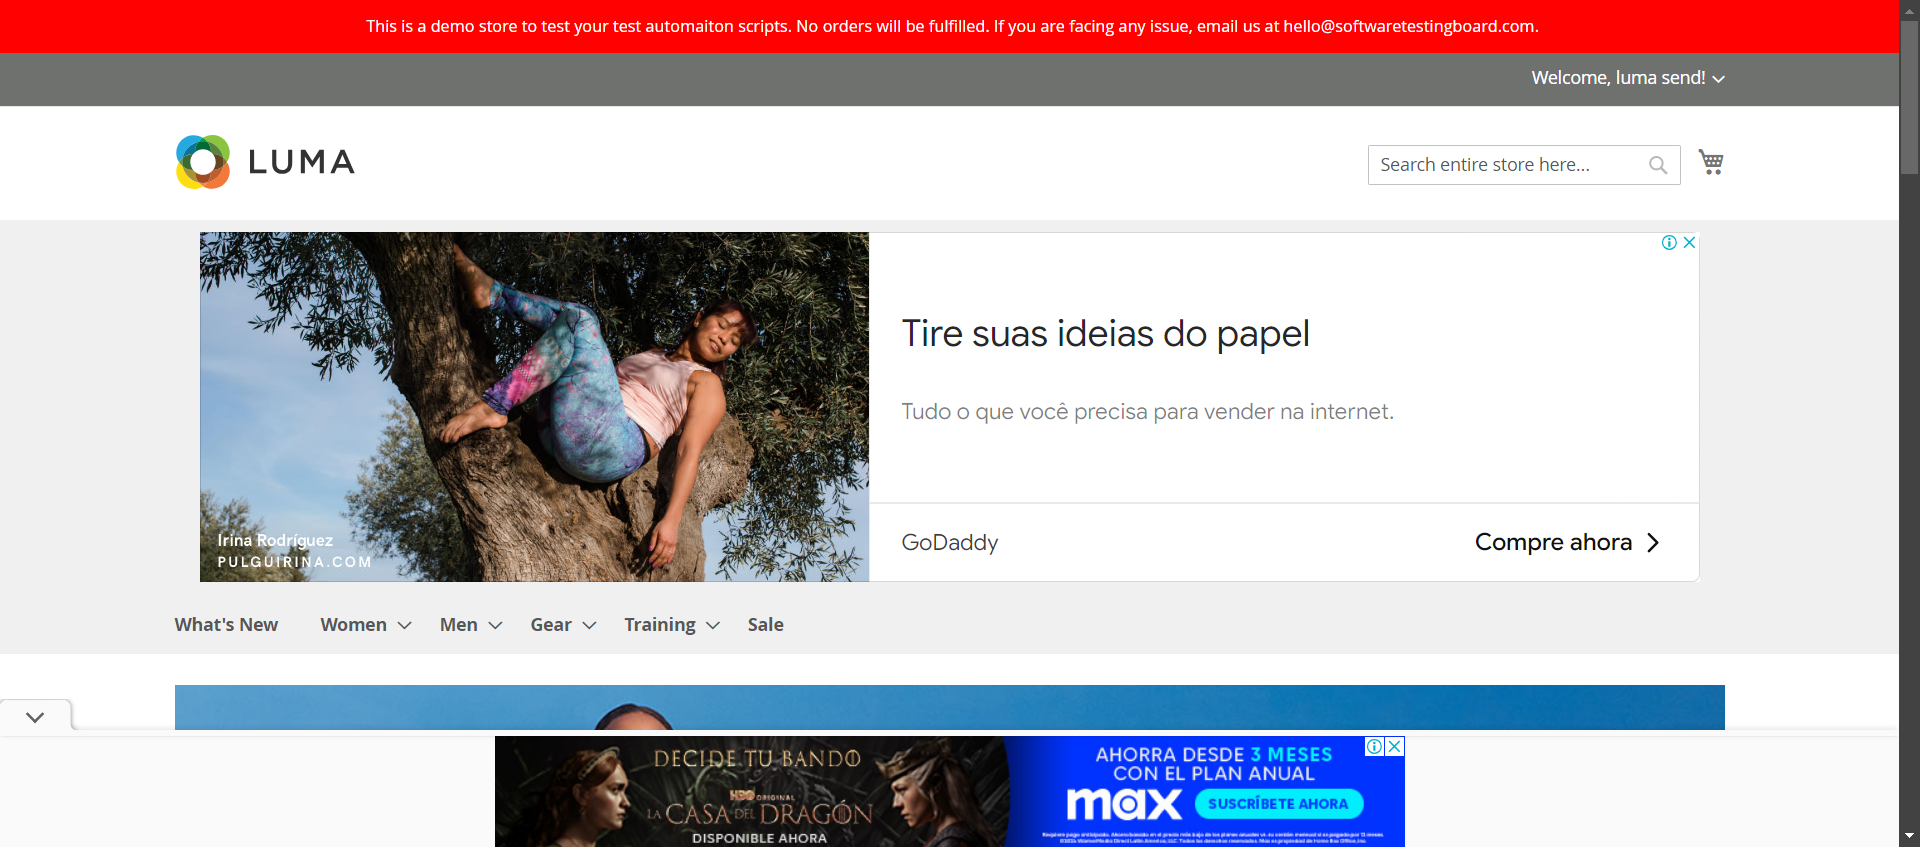 This is a demo store to test your test automaiton scripts. No orders will be fulfilled. If you are facing any issue, email us at hello@softwaretestingboard.com.
Welcome, luma send!
LUMA
Search entire store here...
Tire suas ideias do papel
Tudo o que você precisa para vender na internet.
Irina Rodríguez
PULGUIRINA.COM
GoDaddy
Compre ahora
What's New
Women
Men
Gear
Training
Sale
DECIDE TU BANDO
HBO ORIGINAL
LA CASA DEL DRAGÓN
DISPONIBLE AHORA
AHORRA DESDE 3 MESES
CON EL PLAN ANUAL
max
SUSCRÍBETE AHORA